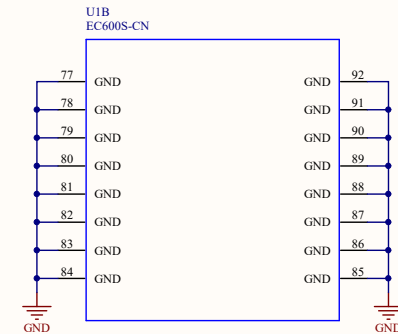 U1B
EC600S-CN
77 GND GND 92
78 GND GND 91
79 GND GND 90
80 GND GND 89
81 GND GND 88
82 GND GND 87
83 GND GND 86
84 GND GND 85
GND GND